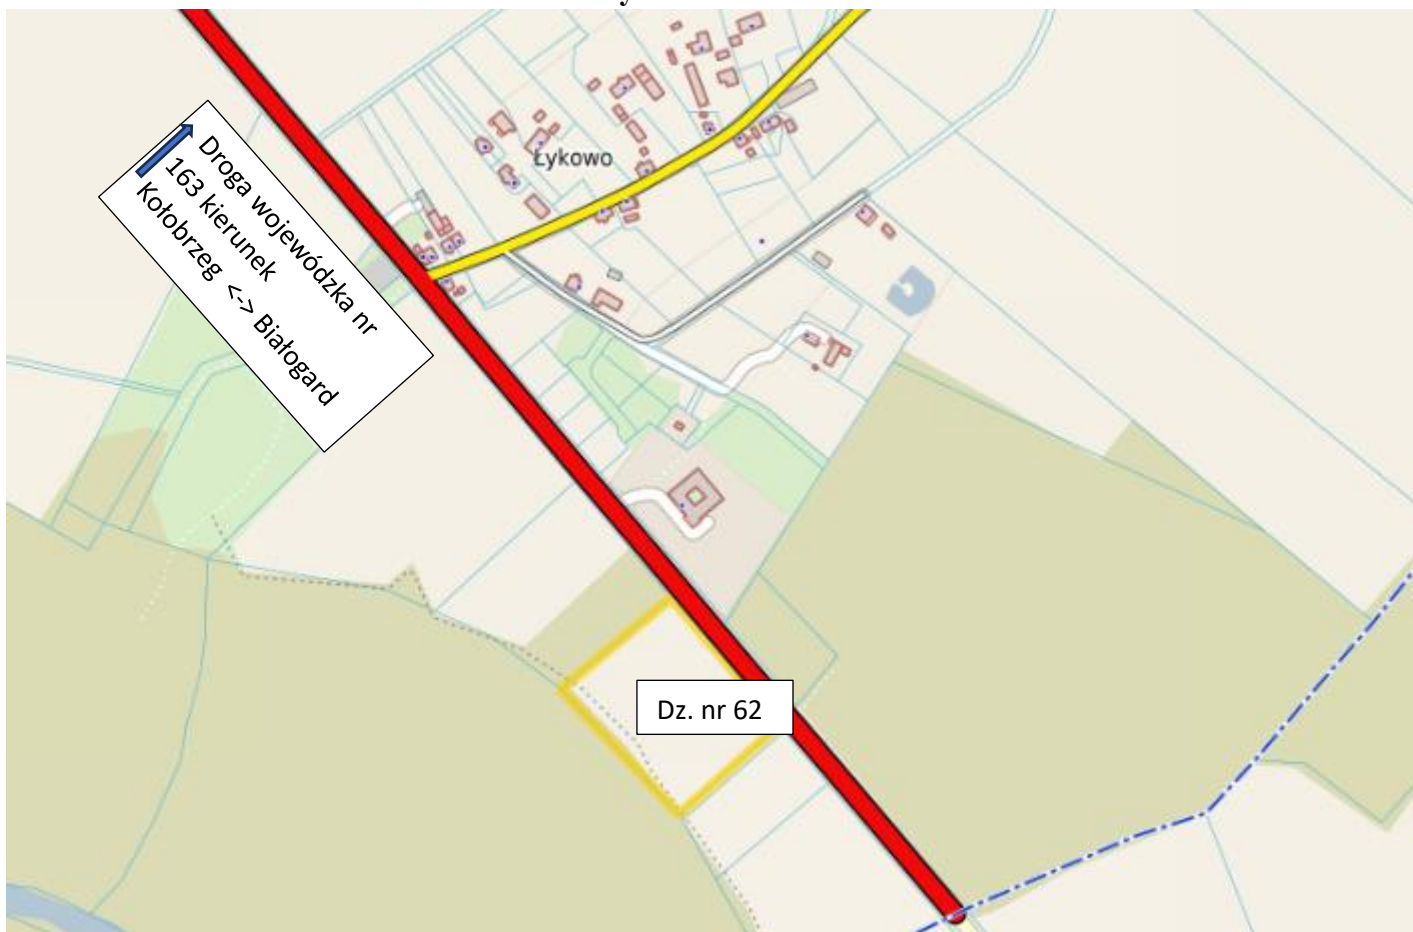 Droga wojewódzka nr
163 kierunek
Kołobrzeg <-> Białogard
Łykowo
Dz. nr 62